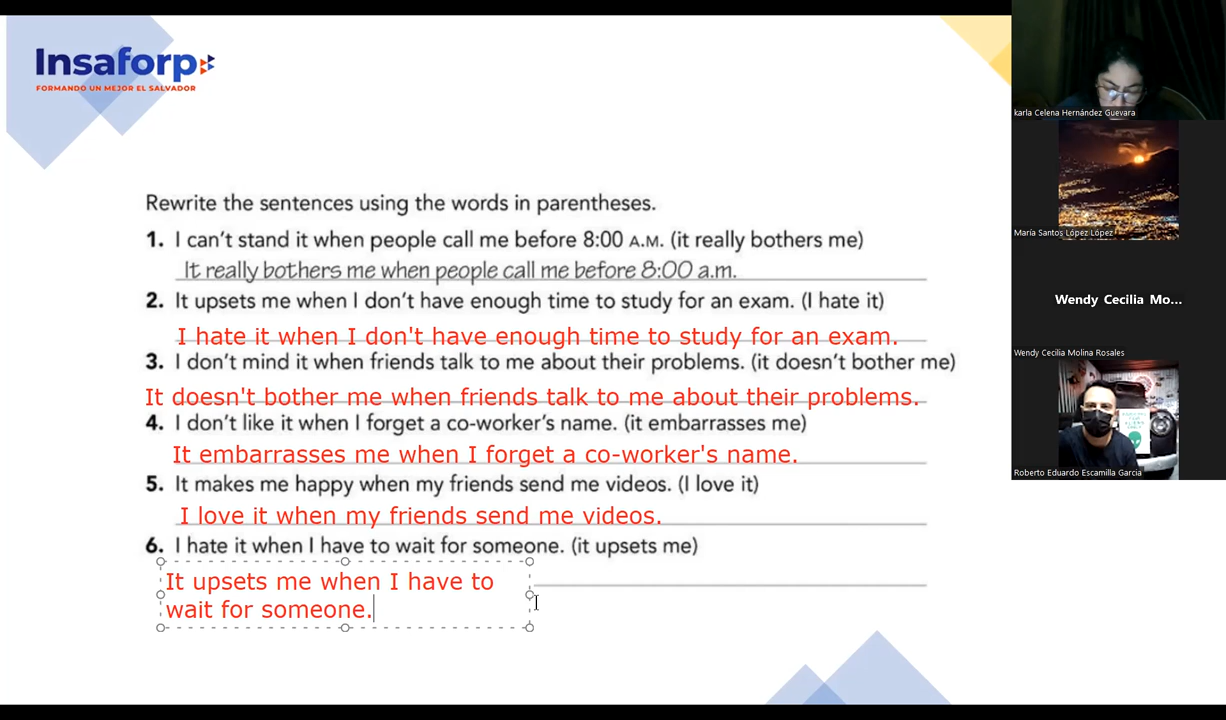 Insaforp
FORMANDO UN MEJOR EL SALVADOR
Rewrite the sentences using the words in parentheses.
1. I can't stand it when people call me before 8:00 A.M. (it really bothers me)
It really bothers me when people call me before 8:00 a.m.
2. It upsets me when I don't have enough time to study for an exam. (I hate it)
I hate it when I don't have enough time to study for an exam.
3. I don't mind it when friends talk to me about their problems. (it doesn't bother me)
It doesn't bother me when friends talk to me about their problems.
4. I don't like it when I forget a co-worker's name. (it embarrasses me)
It embarrasses me when I forget a co-worker's name.
5. It makes me happy when my friends send me videos. (I love it)
I love it when my friends send me videos.
6. I hate it when I have to wait for someone. (it upsets me)
It upsets me when I have to
wait for someone.
karla Celena Hernández Guevara
María Santos López López
Wendy Cecilia Mo...
Wendy Cecilia Molina Rosales
Roberto Eduardo Escamilla Garcia